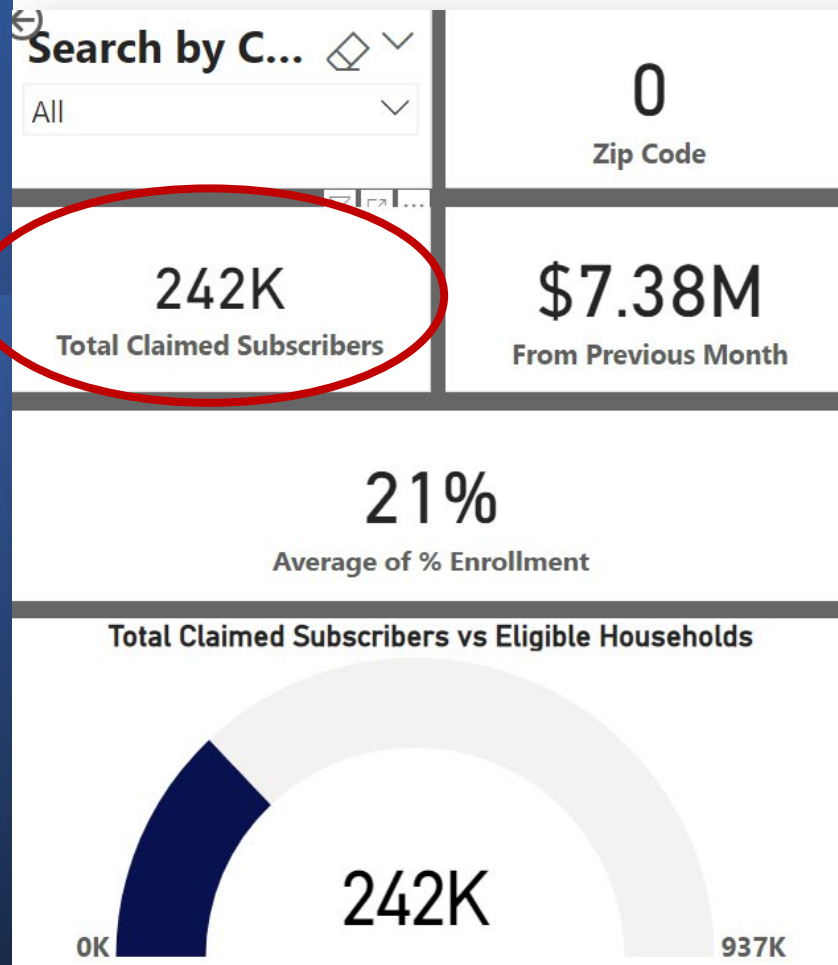 Search by C...
All
0
Zip Code
242K
Total Claimed Subscribers
$7.38M
From Previous Month
21%
Average of % Enrollment
Total Claimed Subscribers vs Eligible Households
242K
0K
937K